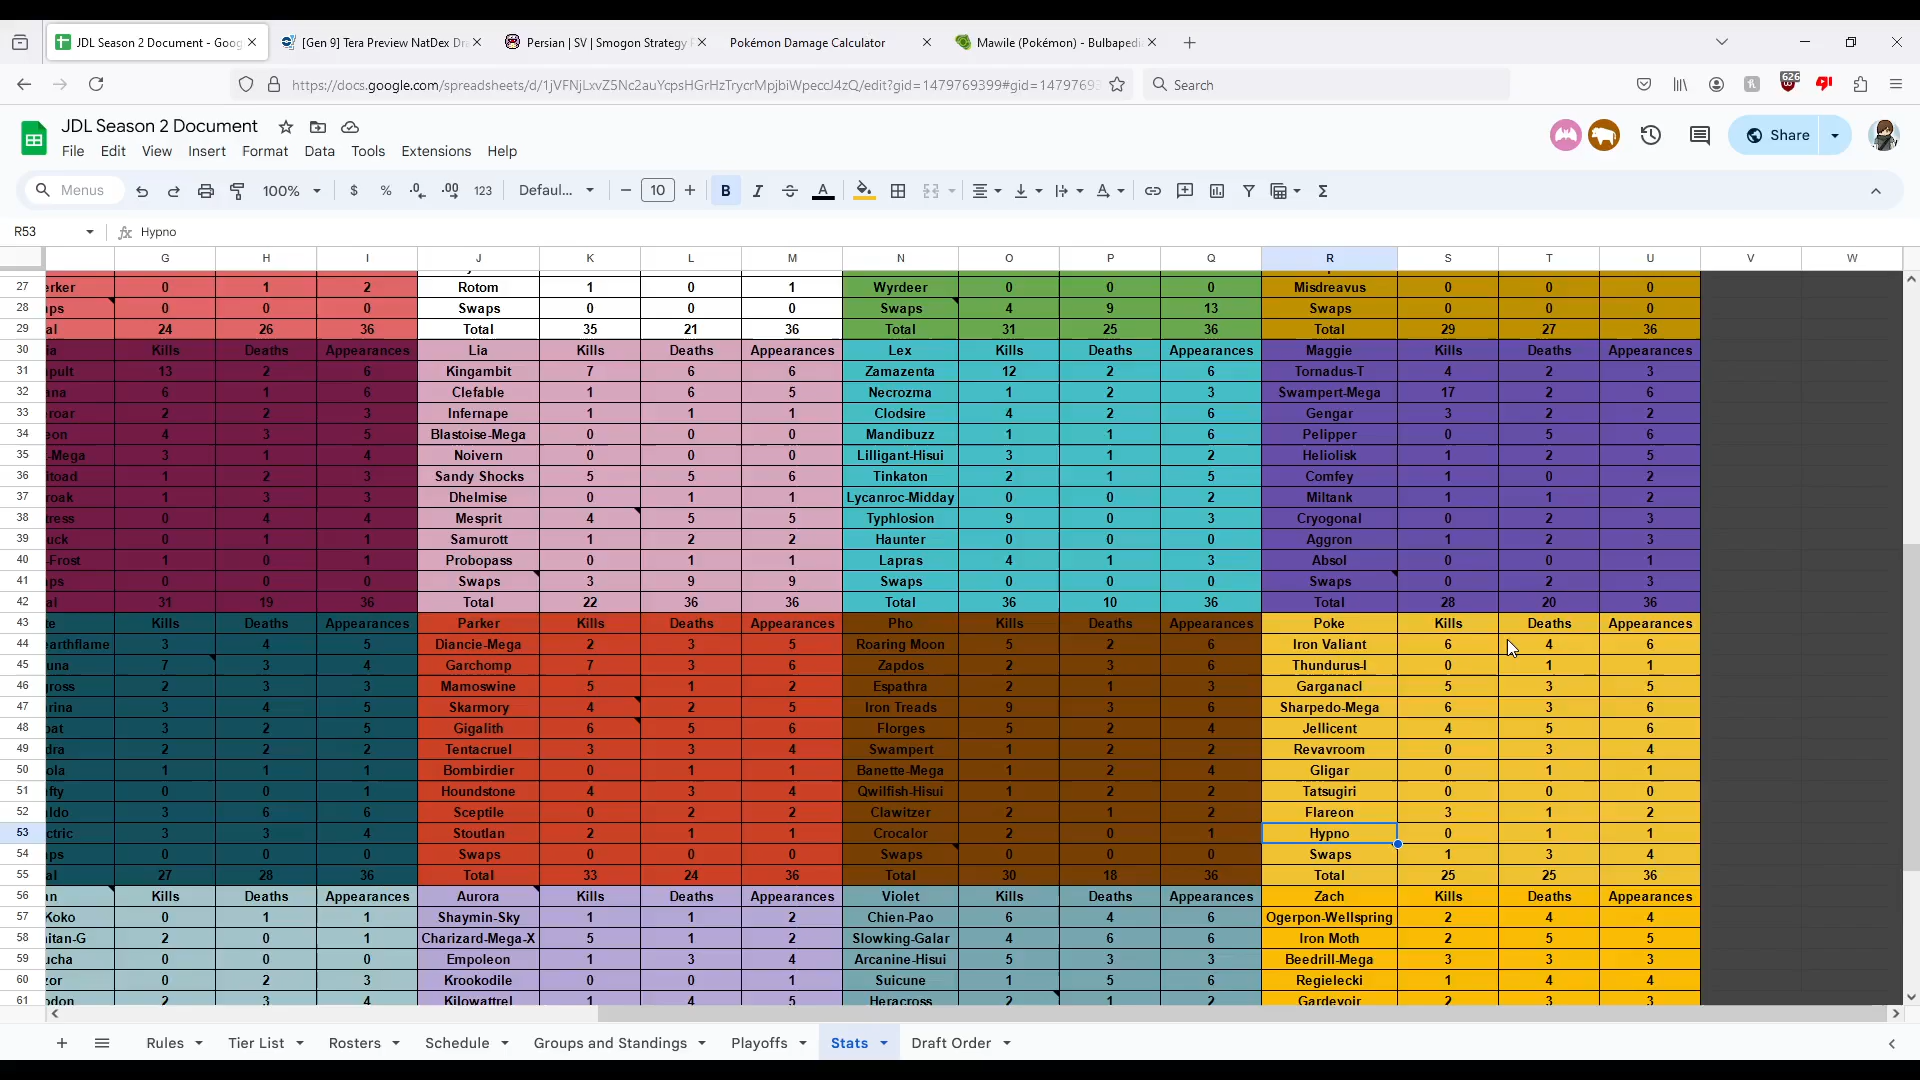 JDL Season 2 Document - Goog
[Gen 9] Tera Preview NatDex Dra
Persian | SV | Smogon Strategy P
Pokémon Damage Calculator
Mawile (Pokémon) - Bulbapedi
https://docs.google.com/spreadsheets/d/1jVFNjLxvZ5Nc2auYcpsHGrHzTrycrMpjbiWpeccJ4zQ/edit?gid=1479769399#gid=14797693
Search
626
JDL Season 2 Document
File Edit View Insert Format Data Tools Extensions Help
Share
Menus 100% $ % .0 .00 123 Defaul... 10 B I A
R53 Hypno
G H I J K L M N O P Q R S T U V W
27 erker 0 1 2 Rotom 1 0 1 Wyrdeer 0 0 0 Misdreavus 0 0 0
28 aps 0 0 0 Swaps 0 0 0 Swaps 4 9 13 Swaps 0 0 0
29 al 24 26 36 Total 35 21 36 Total 31 25 36 Total 29 27 36
30 fa Kills Deaths Appearances Lia Kills Deaths Appearances Lex Kills Deaths Appearances Maggie Kills Deaths Appearances
31 apult 13 2 6 Kingambit 7 6 6 Zamazenta 12 2 6 Tornadus-T 4 2 3
32 ana 6 1 6 Clefable 1 6 5 Necrozma 1 2 3 Swampert-Mega 17 2 6
33 eroar 2 2 3 Infernape 1 1 1 Clodsire 4 2 6 Gengar 3 2 2
34 eon 4 3 5 Blastoise-Mega 0 0 0 Mandibuzz 1 1 6 Pelipper 0 5 6
35 -Mega 3 1 4 Noivern 0 0 0 Lilligant-Hisui 3 1 2 Heliolisk 1 2 5
36 itoad 1 2 3 Sandy Shocks 5 5 6 Tinkaton 2 1 5 Comfey 1 0 2
37 roak 1 3 3 Dhelmise 0 1 1 Lycanroc-Midday 0 0 2 Miltank 1 1 2
38 tress 0 4 4 Mesprit 4 5 5 Typhlosion 9 0 3 Cryogonal 0 2 3
39 uck 0 1 1 Samurott 1 2 2 Haunter 0 0 0 Aggron 1 2 3
40 -Frost 1 0 1 Probopass 0 1 1 Lapras 4 1 3 Absol 0 0 1
41 ps 0 0 0 Swaps 3 9 9 Swaps 0 0 0 Swaps 0 2 3
42 al 31 19 36 Total 22 36 36 Total 36 10 36 Total 28 20 36
43 te Kills Deaths Appearances Parker Kills Deaths Appearances Pho Kills Deaths Appearances Poke Kills Deaths Appearances
44 earthflame 3 4 5 Diancie-Mega 2 3 5 Roaring Moon 5 2 6 Iron Valiant 6 4 6
45 una 7 3 4 Garchomp 7 3 6 Zapdos 2 3 6 Thundurus-I 0 1 1
46 gross 2 3 3 Mamoswine 5 1 2 Espathra 2 1 3 Garganacl 5 3 5
47 rina 3 4 5 Skarmory 4 2 5 Iron Treads 9 3 6 Sharpedo-Mega 6 3 6
48 oat 3 2 5 Gigalith 6 5 6 Florges 5 2 4 Jellicent 4 5 6
49 dra 2 2 2 Tentacruel 3 3 4 Swampert 1 2 2 Revavroom 0 3 4
50 ola 1 1 1 Bombirdier 0 1 1 Banette-Mega 1 2 4 Gligar 0 1 1
51 fty 0 0 1 Houndstone 4 3 4 Qwilfish-Hisui 1 2 2 Tatsugiri 0 0 0
52 ldo 3 6 6 Sceptile 0 2 2 Clawitzer 2 1 2 Flareon 3 1 2
53 ctric 3 3 4 Stoutlan 2 1 1 Crocalor 2 0 1 Hypno 0 1 1
54 ps 0 0 0 Swaps 0 0 0 Swaps 0 0 0 Swaps 1 3 4
55 al 27 28 36 Total 33 24 36 Total 30 18 36 Total 25 25 36
56 n Kills Deaths Appearances Aurora Kills Deaths Appearances Violet Kills Deaths Appearances Zach Kills Deaths Appearances
57 Koko 0 1 1 Shaymin-Sky 1 1 2 Chien-Pao 6 4 6 Ogerpon-Wellspring 2 4 4
58 itan-G 2 0 1 Charizard-Mega-X 5 1 2 Slowking-Galar 4 6 6 Iron Moth 2 5 5
59 ucha 0 0 0 Empoleon 1 3 4 Arcanine-Hisui 5 3 3 Beedrill-Mega 3 3 3
60 zor 0 2 3 Krookodile 0 0 1 Suicune 1 5 6 Regielecki 1 4 4
61 odon 2 3 4 Kilowattrel 1 4 5 Heracross 2 1 2 Gardevoir 2 3 3
Rules Tier List Rosters Schedule Groups and Standings Playoffs Stats Draft Order